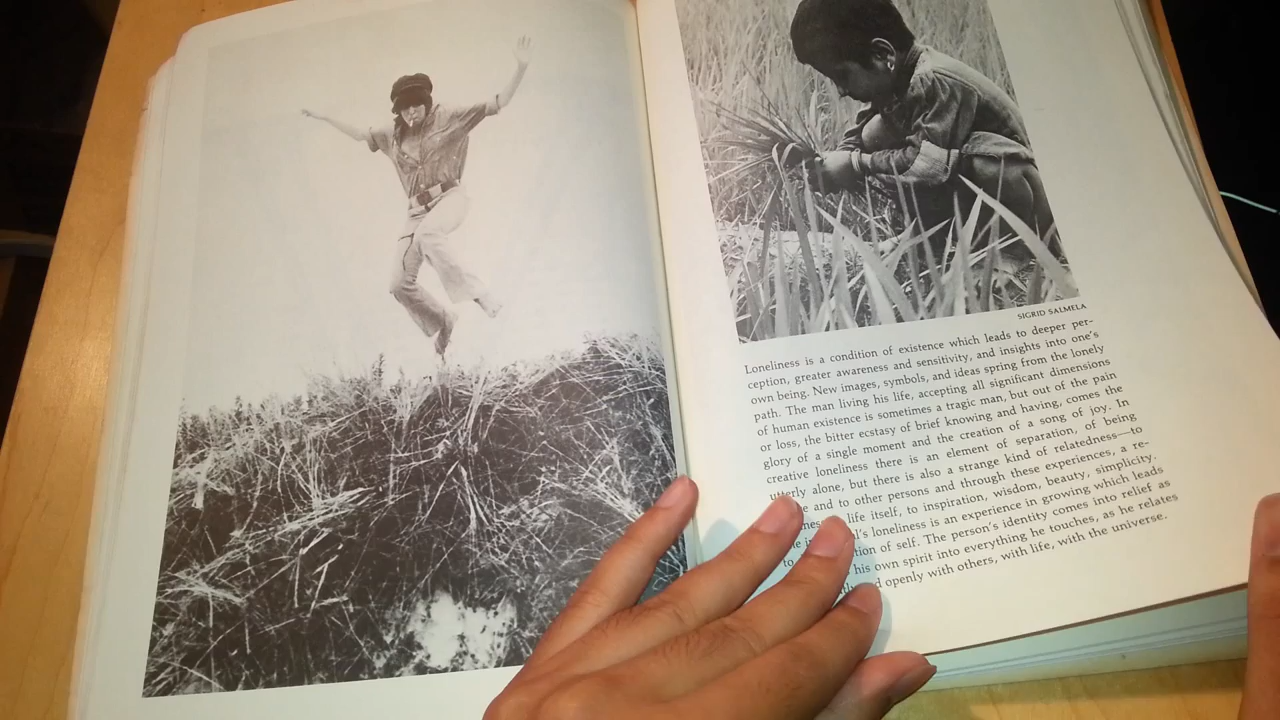 SIGRID SALMELA
Loneliness is a condition of existence which leads to deeper per-
ception, greater awareness and sensitivity, and insights into one's
own being. New images, symbols, and ideas spring from the lonely
path. The man living his life, accepting all significant dimensions
of human existence is sometimes a tragic man, but out of the pain
or loss, the bitter ecstasy of brief knowing and having, comes the
glory of a single moment and the creation of a song of joy. In
creative loneliness there is an element of separation, of being
utterly alone, but there is also a strange kind of relatedness—to
and to other persons and through these experiences, a re-
life itself, to inspiration, wisdom, beauty, simplicity.
loneliness is an experience in growing which leads
to of self. The person's identity comes into relief as
his own spirit into everything he touches, as he relates
openly with others, with life, with the universe.